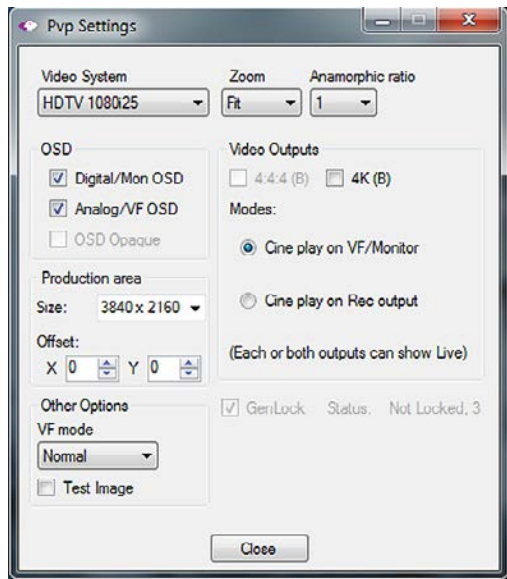 Pvp Settings
Video System
HDTV 1080i25
Zoom
Fit
Anamorphic ratio
1
OSD
Digital/Mon OSD
Analog/VF OSD
OSD Opaque
Production area
Size: 3840 x 2160
Offset:
X 0 Y 0
Other Options
VF mode
Normal
Test Image
Video Outputs
4:4:4 (B) 4K (B)
Modes:
Cine play on VF/Monitor
Cine play on Rec output
(Each or both outputs can show Live)
GenLock Status. Not Locked, 3
Close